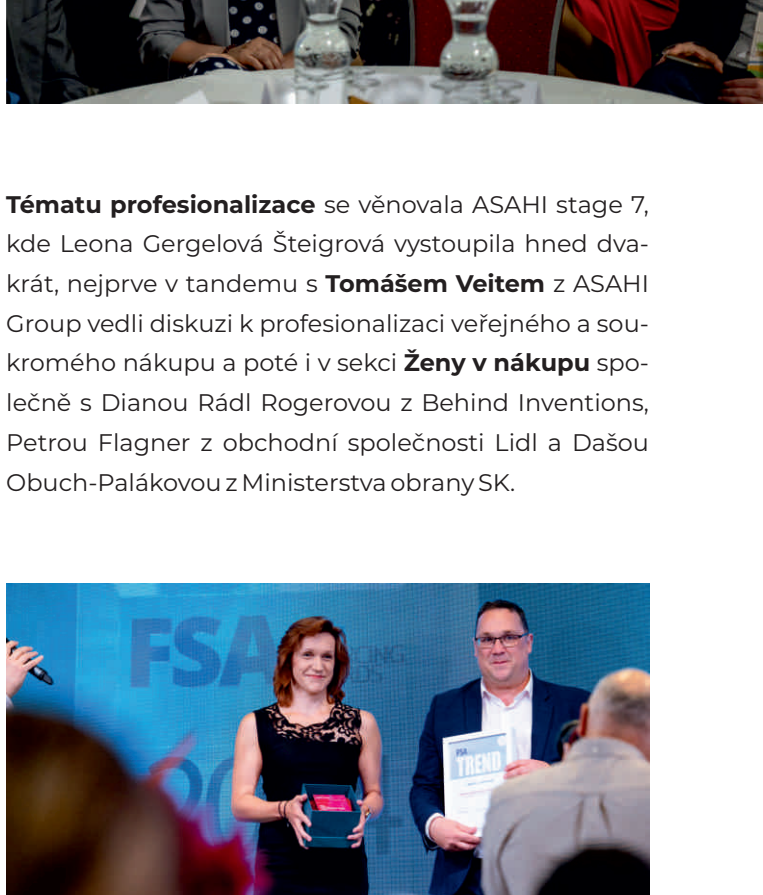 Tématu profesionalizace se věnovala ASAHI stage 7,
kde Leona Gergelová Šteigrová vystoupila hned dva-
krát, nejprve v tandemu s Tomášem Veitem z ASAHI
Group vedli diskuzi k profesionalizaci veřejného a sou-
kromého nákupu a poté i v sekci Ženy v nákupu spo-
lečně s Dianou Rádl Rogerovou z Behind Inventions,
Petrou Flagner z obchodní společnosti Lidl a Dašou
Obuch-Palákovou z Ministerstva obrany SK.
FSA
FSA
TREND